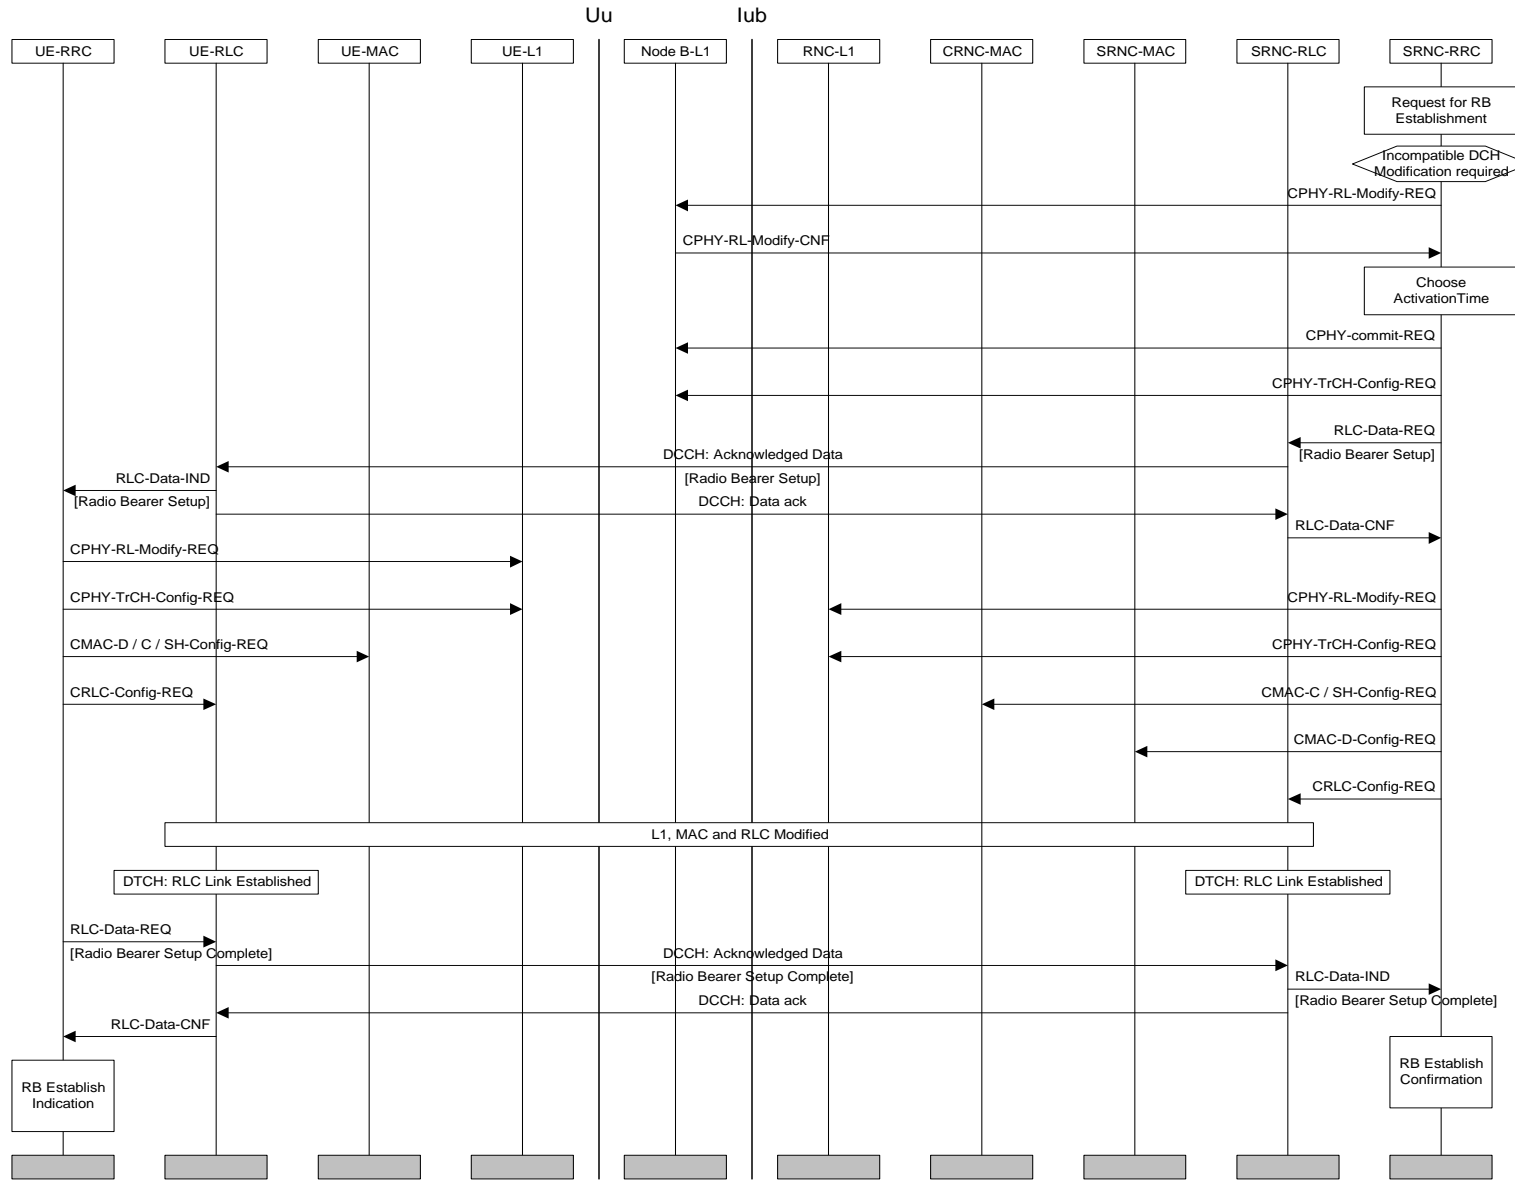 Uu
Iub
UE-RRC
UE-RLC
UE-MAC
UE-L1
Node B-L1
RNC-L1
CRNC-MAC
SRNC-MAC
SRNC-RLC
SRNC-RRC
Request for RB
Establishment
Incompatible DCH
Modification required
CPHY-RL-Modify-REQ
CPHY-RL-Modify-CNF
Choose
ActivationTime
CPHY-commit-REQ
CPHY-TrCH-Config-REQ
RLC-Data-REQ
[Radio Bearer Setup]
DCCH: Acknowledged Data
[Radio Bearer Setup]
RLC-Data-IND
[Radio Bearer Setup]
DCCH: Data ack
RLC-Data-CNF
CPHY-RL-Modify-REQ
CPHY-TrCH-Config-REQ
CPHY-RL-Modify-REQ
CMAC-D / C / SH-Config-REQ
CPHY-TrCH-Config-REQ
CRLC-Config-REQ
CMAC-C / SH-Config-REQ
CMAC-D-Config-REQ
CRLC-Config-REQ
L1, MAC and RLC Modified
DTCH: RLC Link Established
DTCH: RLC Link Established
RLC-Data-REQ
[Radio Bearer Setup Complete]
DCCH: Acknowledged Data
[Radio Bearer Setup Complete]
RLC-Data-IND
[Radio Bearer Setup Complete]
DCCH: Data ack
RLC-Data-CNF
RB Establish
Indication
RB Establish
Confirmation